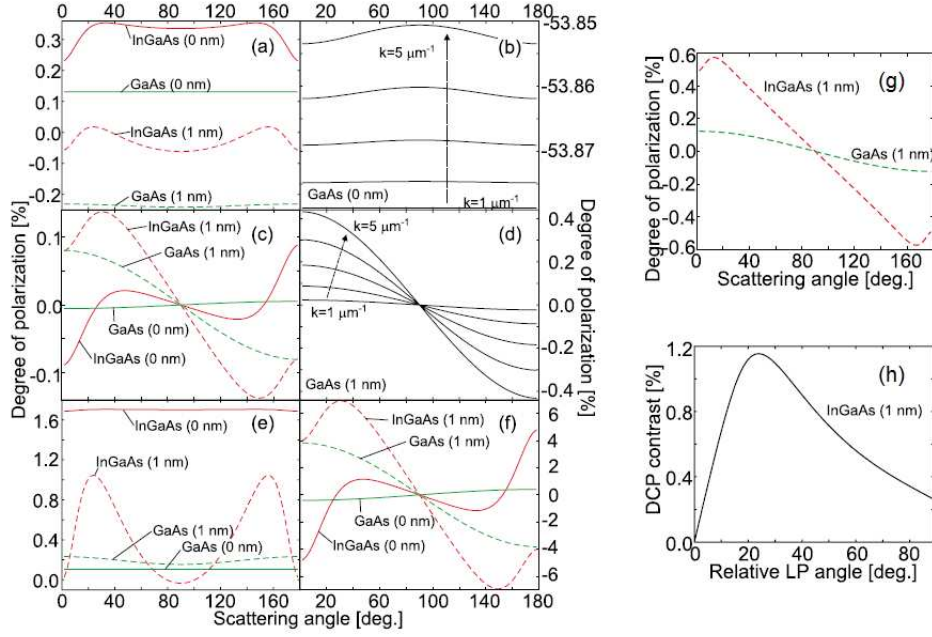 0 40 80 120 180
0 40 80 100 140 180
0.3
0.2
0.1
0.0
-0.1
-0.2
(a)
InGaAs (0 nm)
GaAs (0 nm)
InGaAs (1 nm)
GaAs (1 nm)
(b)
k=5 μm⁻¹
GaAs (0 nm)
k=1 μm⁻¹
-53.85
-53.86
-53.87
Degree of polarization [%]
0.1
0.0
-0.1
(c)
InGaAs (1 nm)
GaAs (1 nm)
GaAs (0 nm)
InGaAs (0 nm)
(d)
k=5 μm⁻¹
k=1 μm⁻¹
GaAs (1 nm)
0.4
0.2
0.0
-0.2
-0.4
Degree of polarization [%]
1.6
1.2
0.8
0.4
0.0
(e)
InGaAs (0 nm)
InGaAs (1 nm)
GaAs (1 nm)
GaAs (0 nm)
(f)
InGaAs (1 nm)
GaAs (1 nm)
GaAs (0 nm)
InGaAs (0 nm)
6
4
2
0
-2
-4
-6
0 40 80 120 180
60 100 140 180
Scattering angle [deg.]
0.6
0.4
0.2
0.0
-0.2
-0.4
-0.6
Degree of polarization [%]
(g)
InGaAs (1 nm)
GaAs (1 nm)
0 40 80 120 160
Scattering angle [deg.]
1.2
0.8
0.4
0.0
DCP contrast [%]
(h)
InGaAs (1 nm)
0 20 40 60 80
Relative LP angle [deg.]